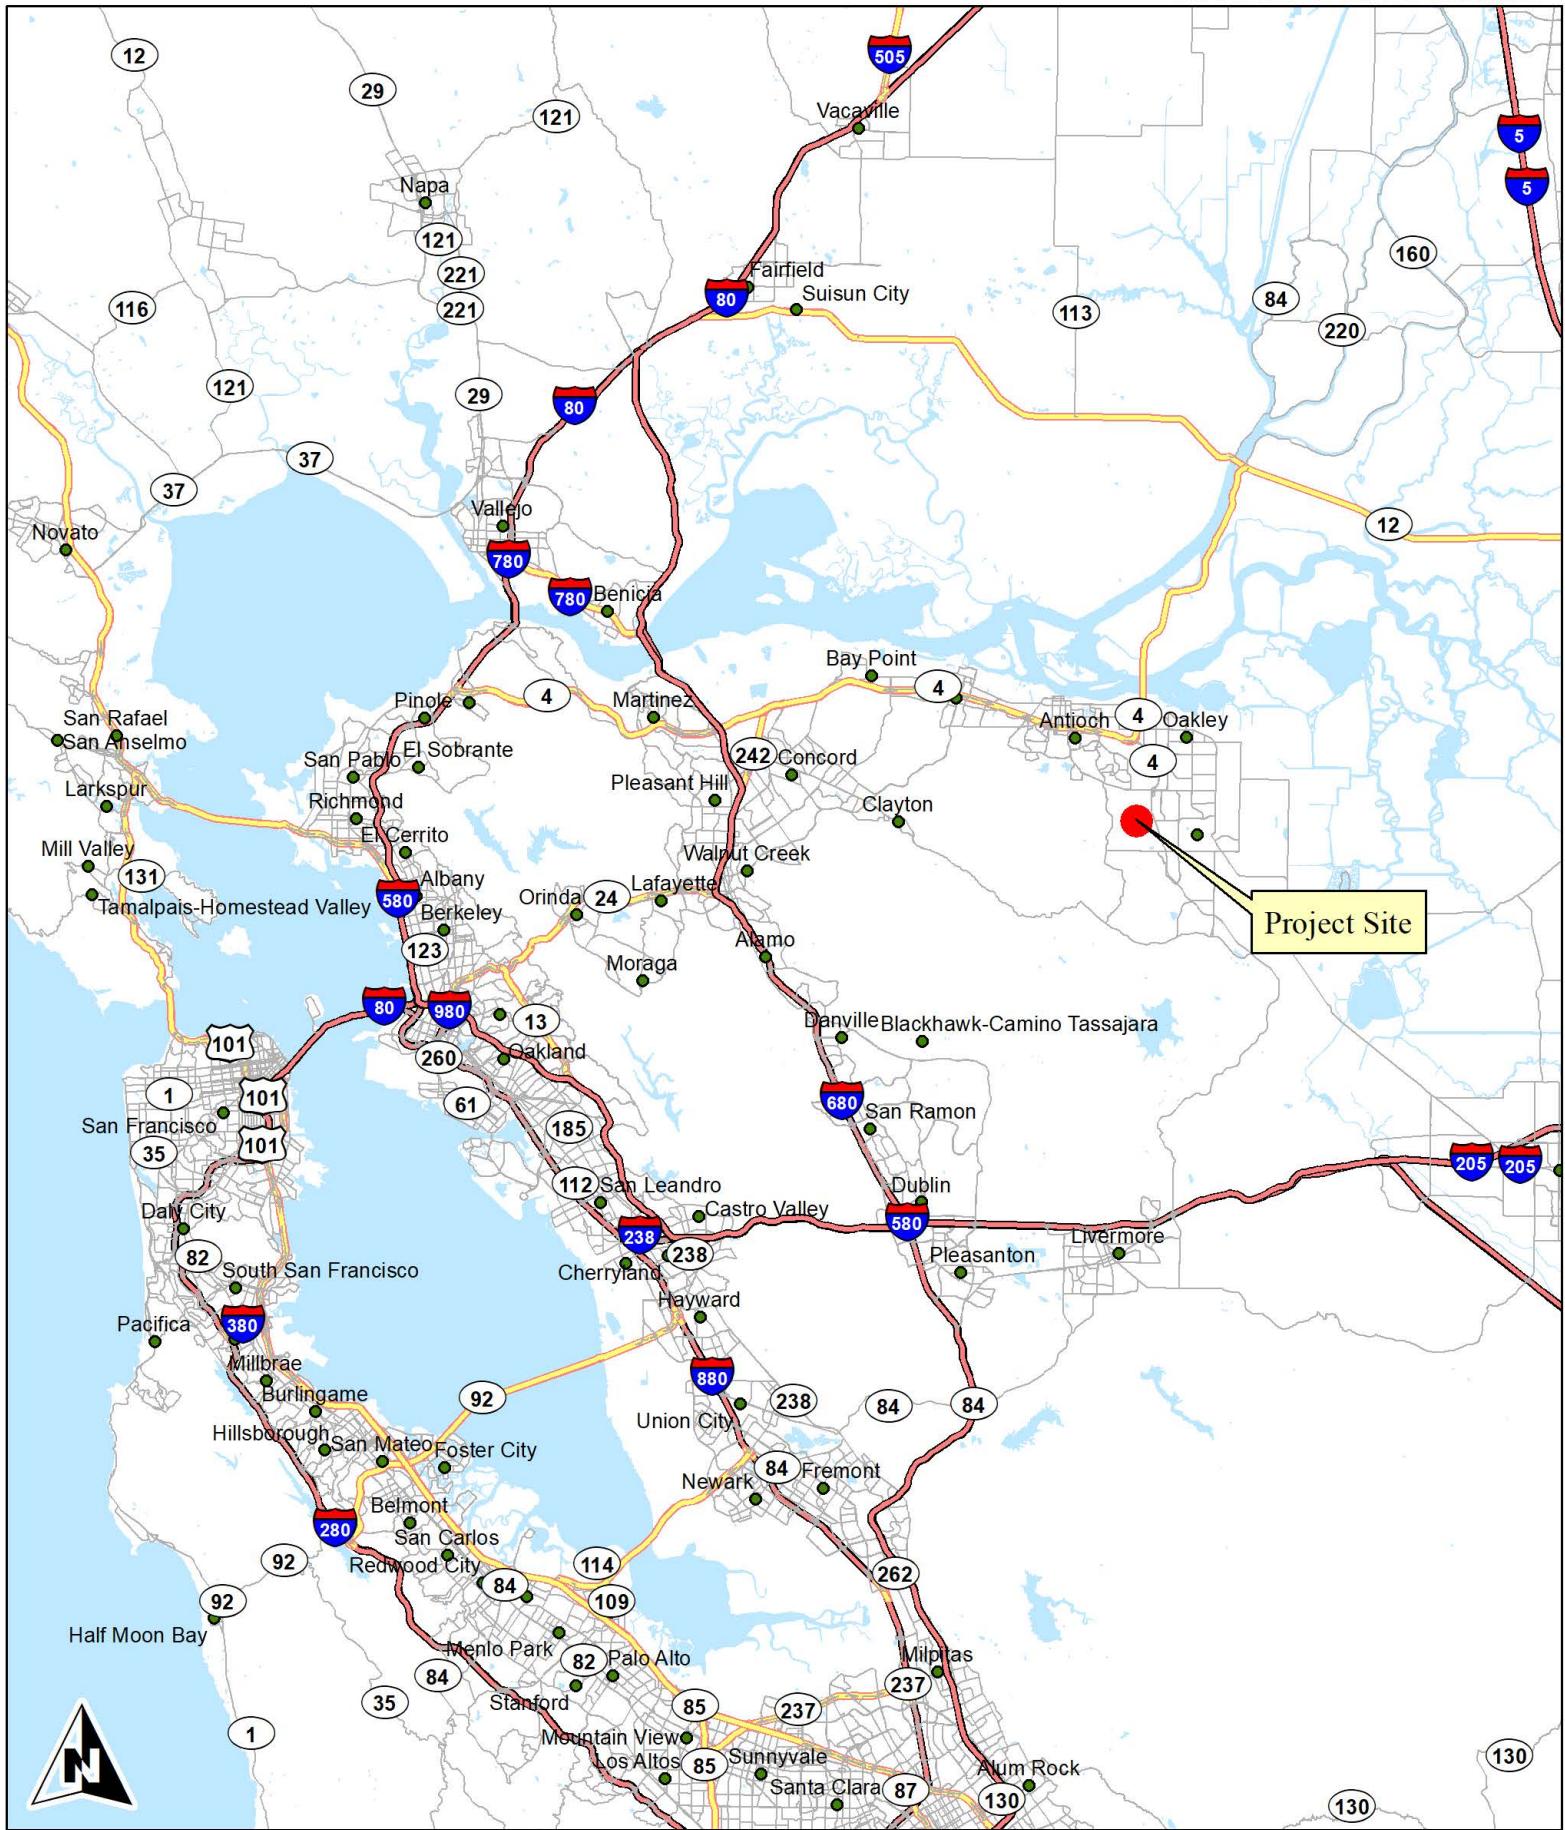 505
12
29
121
Vacaville
5
5
Napa
121
221
160
Fairfield
80
Suisun City
84
116
221
113
220
121
29
80
37
37
Vallejo
12
Novato
780
780
Benicia
Bay Point
4
4
Pinole
Martinez
4
Antioch
Oakley
San Rafael
San Anselmo
El Sobrante
San Pablo
242
Concord
4
Pleasant Hill
Larkspur
Richmond
Clayton
El Cerrito
Mill Valley
Walnut Creek
131
Albany
580
Orinda
24
Lafayette
Tamalpais-Homestead Valley
Berkeley
Project Site
123
Alamo
Moraga
80
980
13
Danville
Blackhawk-Camino Tassajara
101
260
Oakland
1
101
61
680
San Ramon
San Francisco
185
101
35
205
205
112
San Leandro
Dublin
Daly City
Castro Valley
580
238
Livermore
82
238
Pleasanton
South San Francisco
Cherryland
Hayward
Pacifica
380
Millbrae
880
Burlingame
92
238
84
84
Union City
Hillsborough
San Mateo
Foster City
84
Fremont
Newark
Belmont
280
San Carlos
92
Redwood City
114
262
84
92
109
Half Moon Bay
Menlo Park
82
Palo Alto
Milpitas
84
237
Stanford
35
85
237
1
Mountain View
Los Altos
85
Sunnyvale
130
Alum Rock
Santa Clara
87
130
130
N